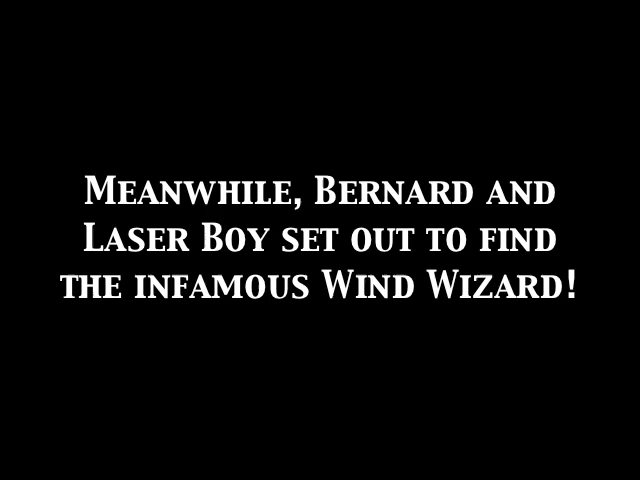 Meanwhile, Bernard and
Laser Boy set out to find
the infamous Wind Wizard!